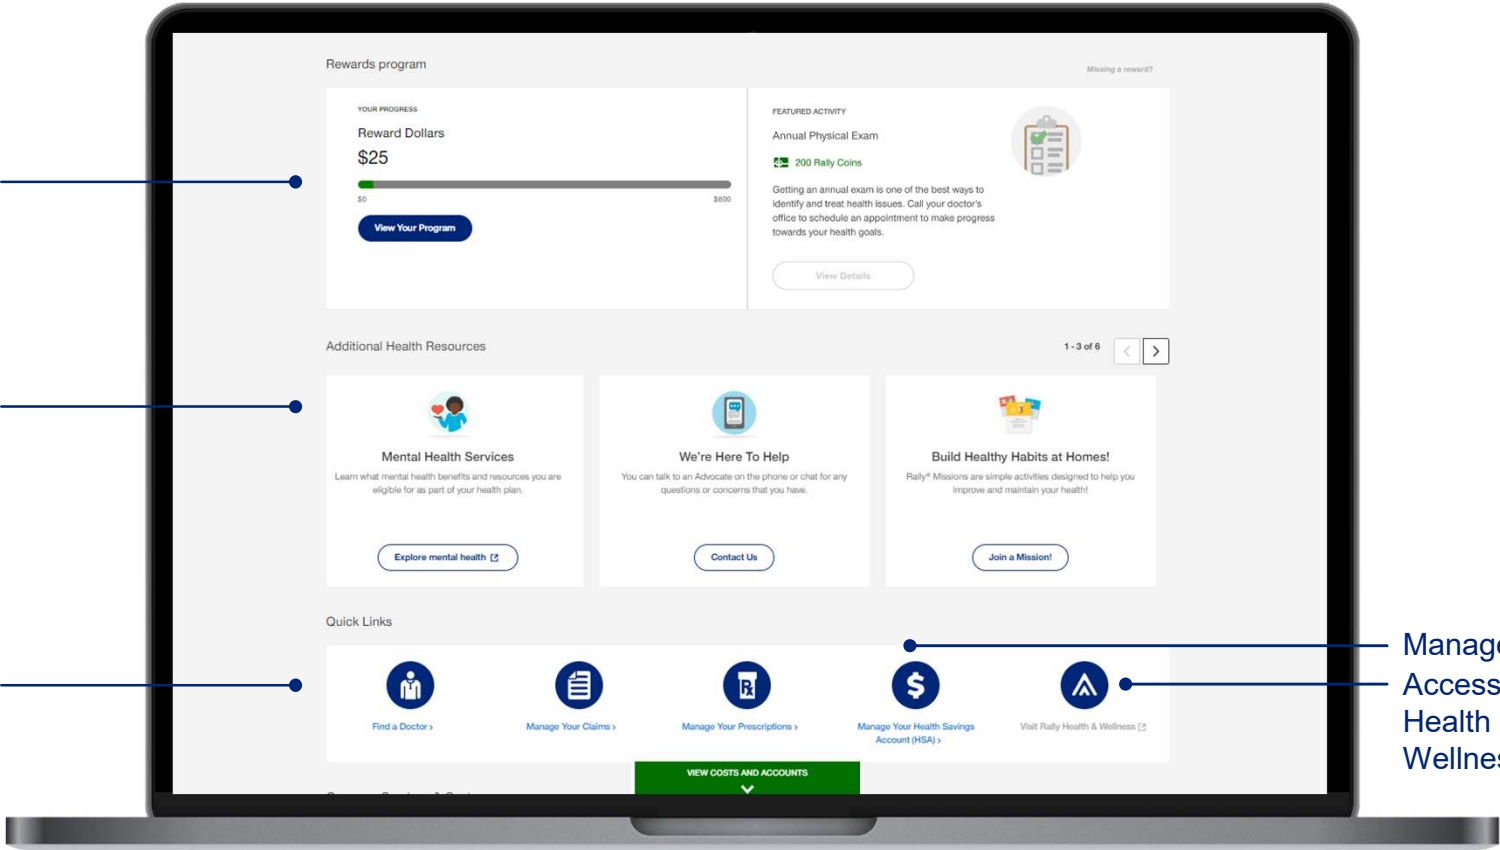 Rewards program
Missing a reward?
YOUR PROGRESS
Reward Dollars
$25
$0
$600
View Your Program
FEATURED ACTIVITY
Annual Physical Exam
200 Rally Coins
Getting an annual exam is one of the best ways to
identify and treat health issues. Call your doctor's
office to schedule an appointment to make progress
towards your health goals.
View Details
Additional Health Resources
1 - 3 of 6
Mental Health Services
Learn what mental health benefits and resources you are
eligible for as part of your health plan.
Explore mental health
We're Here To Help
You can talk to an Advocate on the phone or chat for any
questions or concerns that you have.
Contact Us
Build Healthy Habits at Homes!
Rally® Missions are simple activities designed to help you
improve and maintain your health!
Join a Mission!
Quick Links
Find a Doctor
Manage Your Claims
Manage Your Prescriptions
Manage Your Health Savings
Account (HSA)
Visit Rally Health & Wellness
VIEW COSTS AND ACCOUNTS
Manage
Access
Health